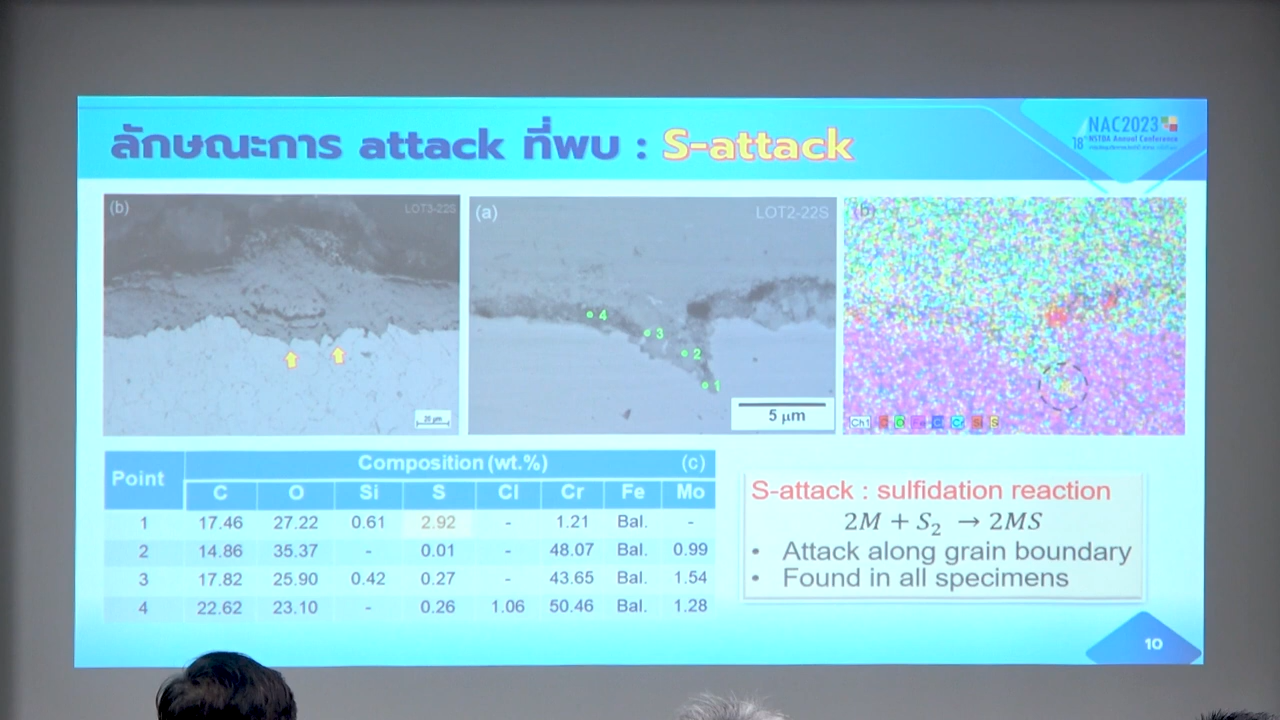 ลักษณะการ attack ที่พบ : S-attack
NAC2023
18th NSTDA Annual Conference
(b) LOT3-22S
20 μm
(a) LOT2-22S
4
3
2
1
5 μm
(b)
Point Composition (wt.%) (c)
C O Si S Cl Cr Fe Mo
1 17.46 27.22 0.61 2.92 - 1.21 Bal. -
2 14.86 35.37 - 0.01 - 48.07 Bal. 0.99
3 17.82 25.90 0.42 0.27 - 43.65 Bal. 1.54
4 22.62 23.10 - 0.26 1.06 50.46 Bal. 1.28
S-attack : sulfidation reaction
2M + S₂ → 2MS
• Attack along grain boundary
• Found in all specimens
10